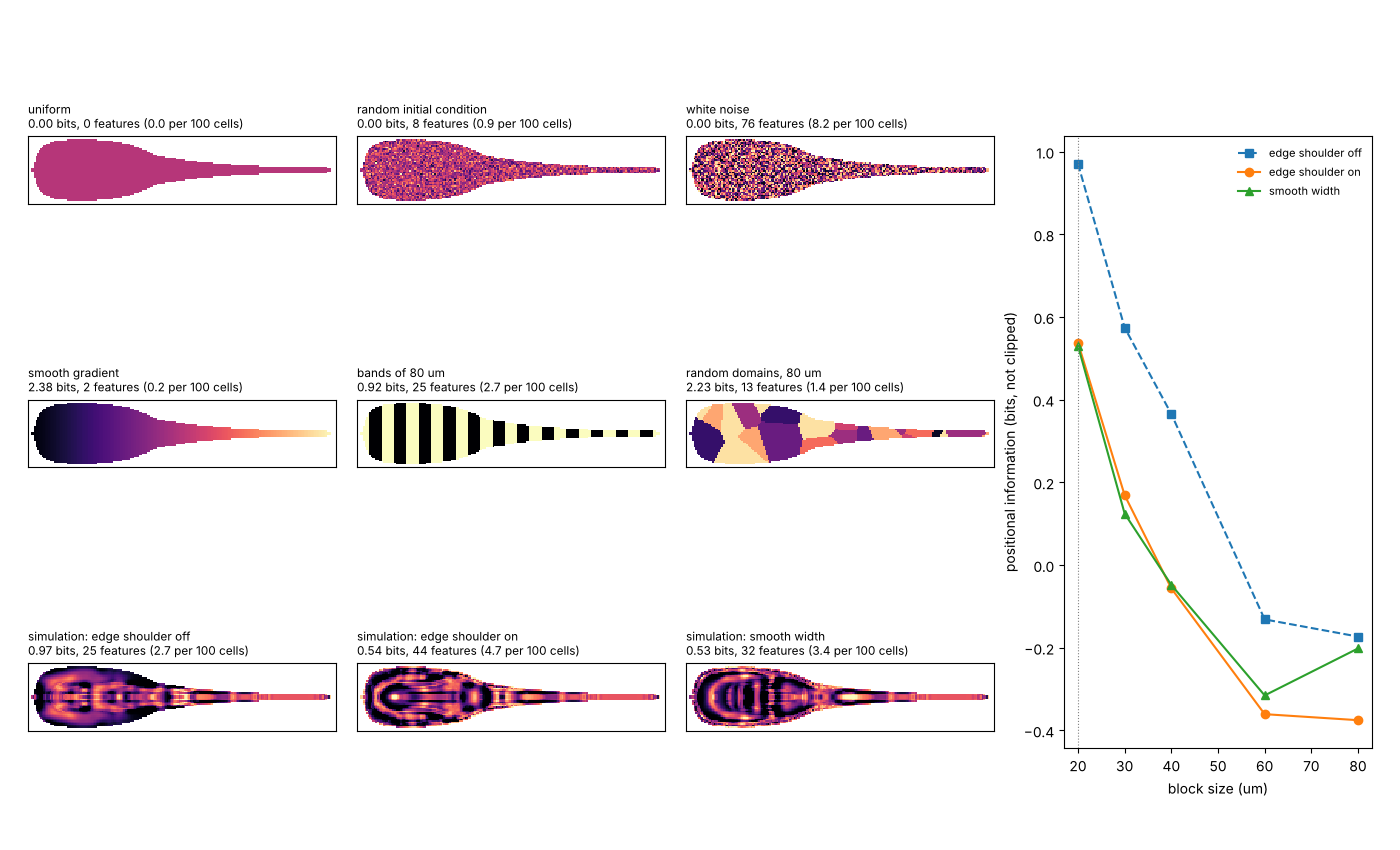 uniform
0.00 bits, 0 features (0.0 per 100 cells)
random initial condition
0.00 bits, 8 features (0.9 per 100 cells)
white noise
0.00 bits, 76 features (8.2 per 100 cells)
smooth gradient
2.38 bits, 2 features (0.2 per 100 cells)
bands of 80 um
0.92 bits, 25 features (2.7 per 100 cells)
random domains, 80 um
2.23 bits, 13 features (1.4 per 100 cells)
simulation: edge shoulder off
0.97 bits, 25 features (2.7 per 100 cells)
simulation: edge shoulder on
0.54 bits, 44 features (4.7 per 100 cells)
simulation: smooth width
0.53 bits, 32 features (3.4 per 100 cells)
positional information (bits, not clipped)
1.0
0.8
0.6
0.4
0.2
0.0
−0.2
−0.4
edge shoulder off
edge shoulder on
smooth width
20 30 40 50 60 70 80
block size (um)